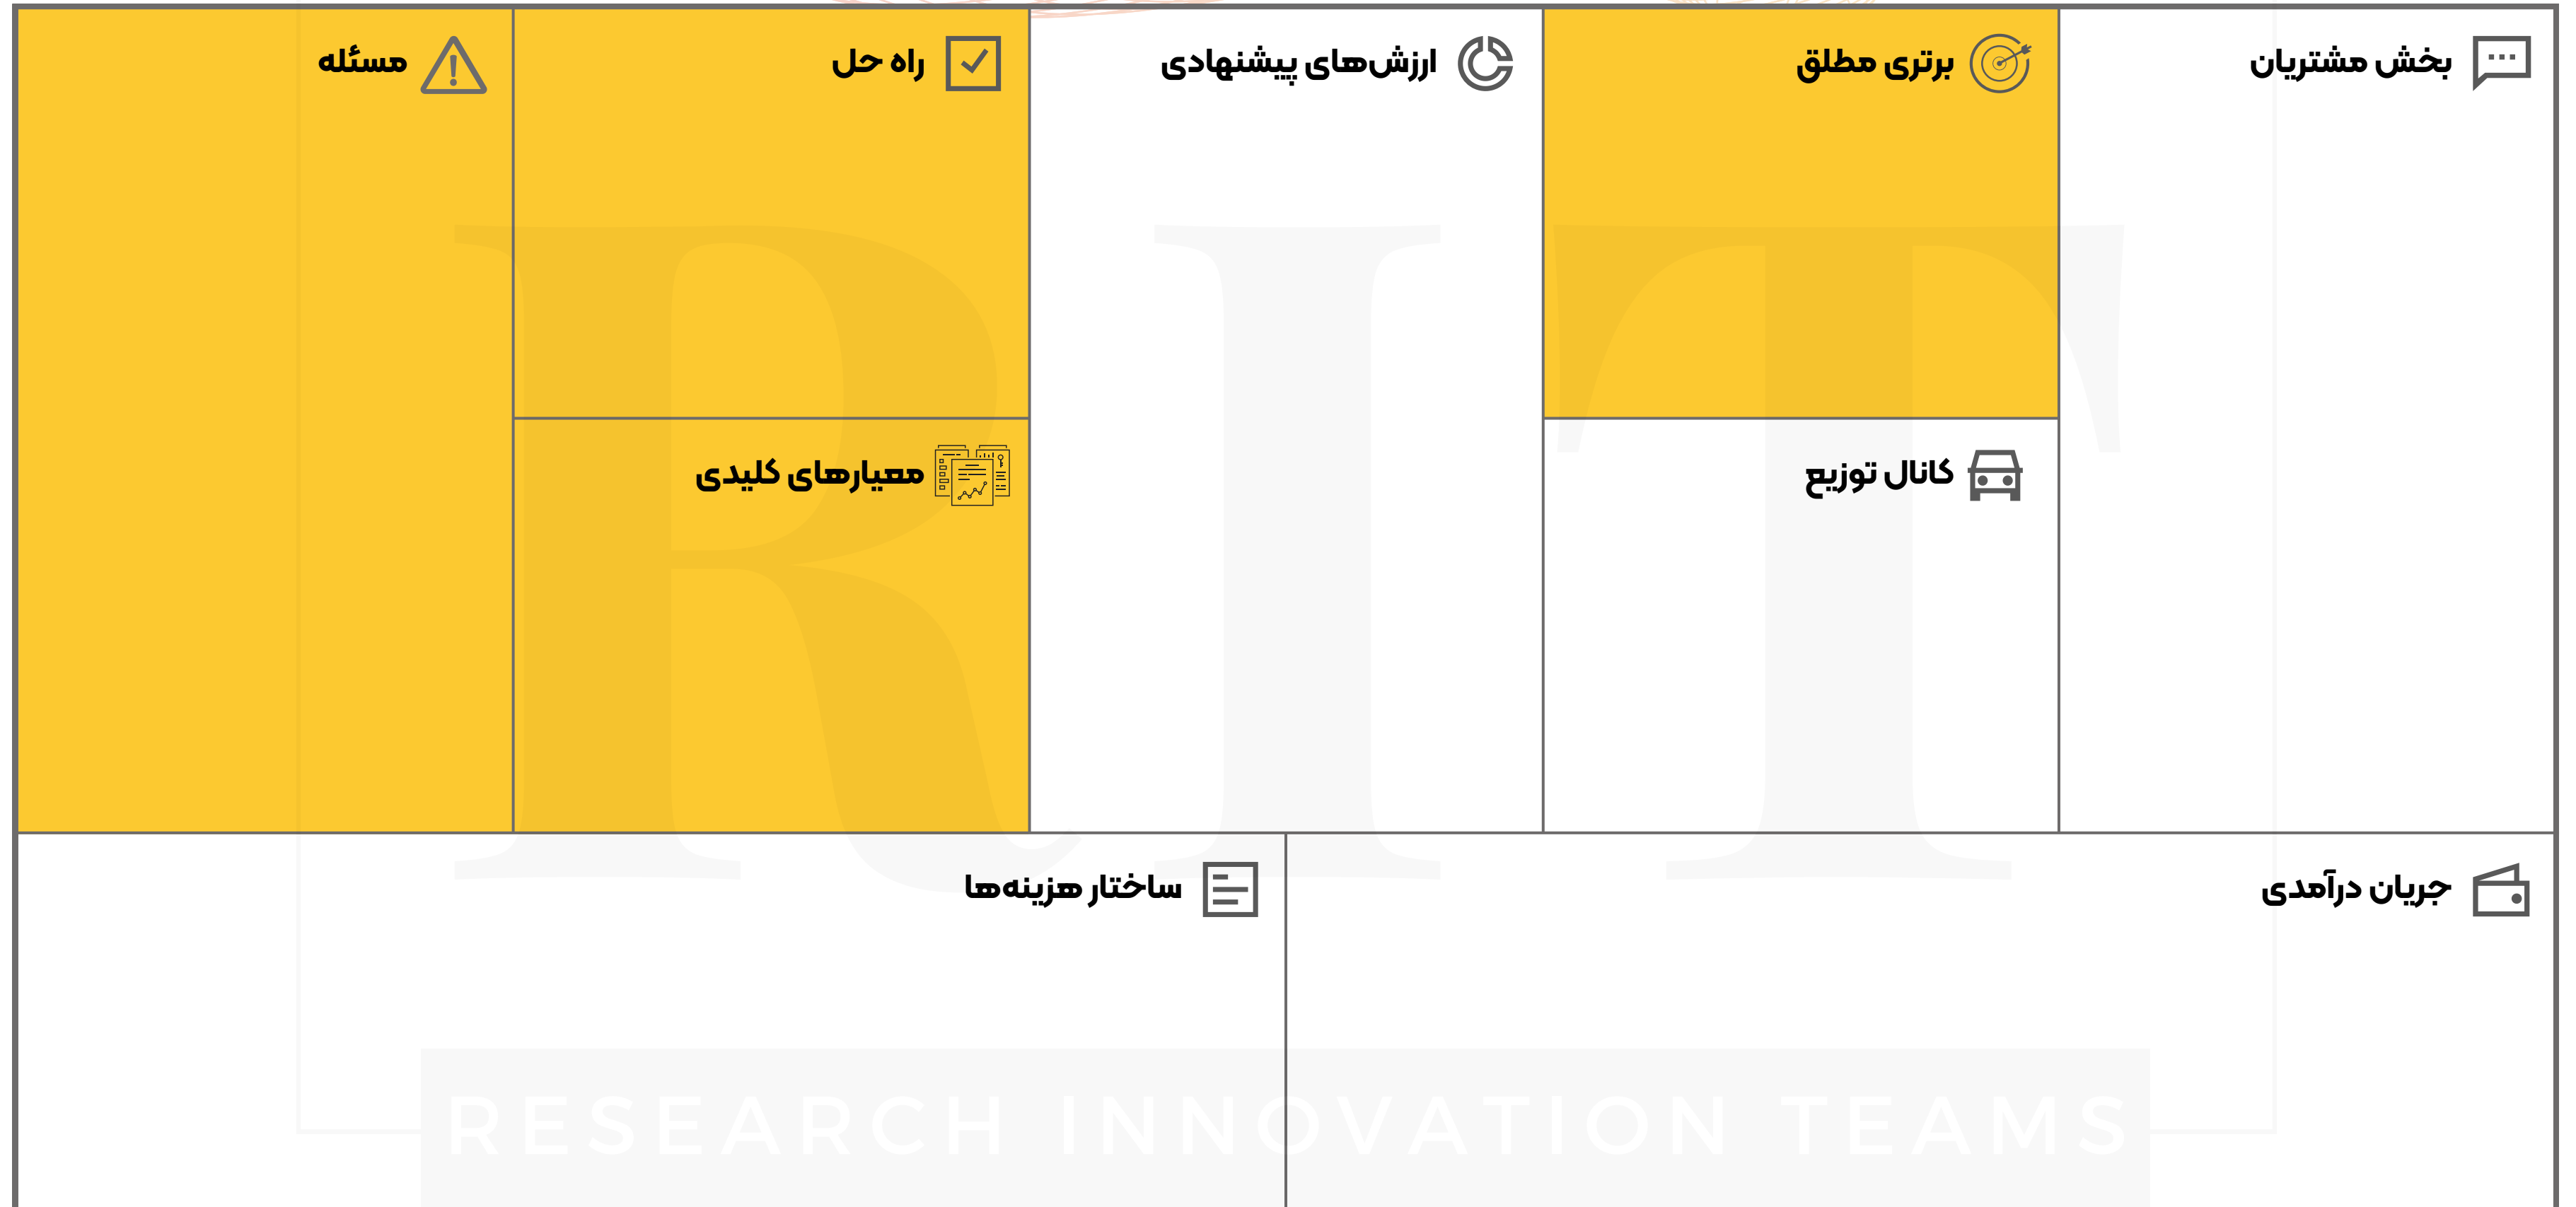 بخش مشتریان
برتری مطلق
ارزش‌های پیشنهادی
راه حل
مسئله
کانال توزیع
معیارهای کلیدی
جریان درآمدی
ساختار هزینه‌ها
RIT
RESEARCH INNOVATION TEAMS